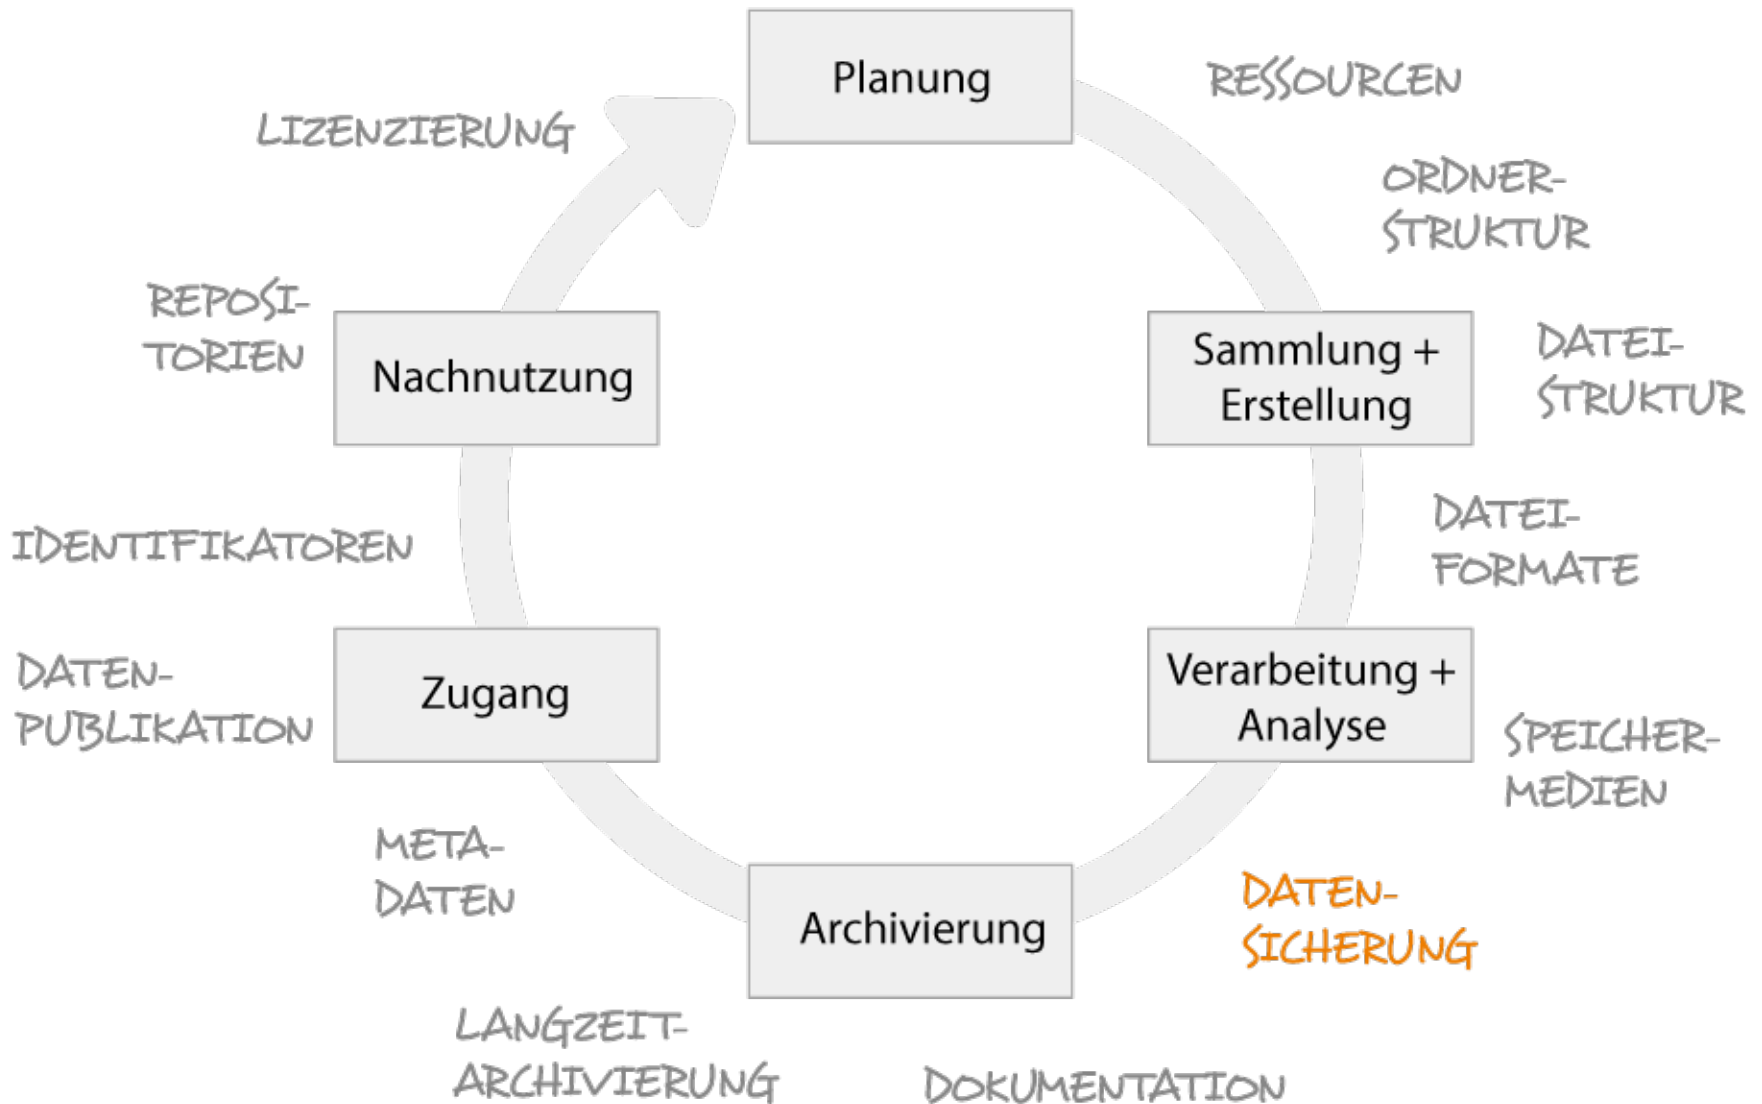 Planung
RESSOURCEN
LIZENZIERUNG
ORDNER-
STRUKTUR
REPOSI-
TORIEN
Nachnutzung
Sammlung +
Erstellung
DATEI-
STRUKTUR
IDENTIFIKATOREN
DATEI-
FORMATE
DATEN-
PUBLIKATION
Zugang
Verarbeitung +
Analyse
SPEICHER-
MEDIEN
META-
DATEN
Archivierung
DATEN-
SICHERUNG
LANGZEIT-
ARCHIVIERUNG
DOKUMENTATION